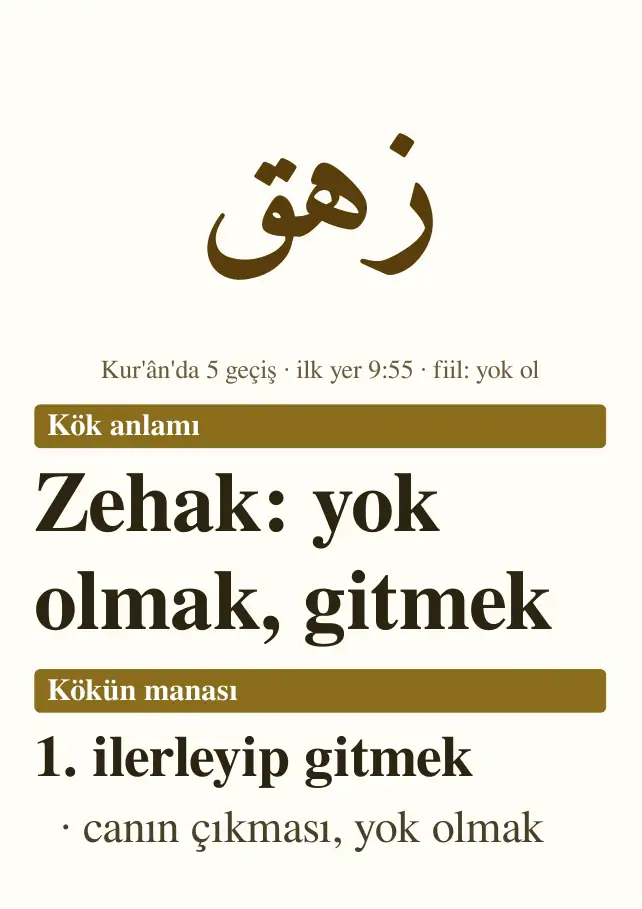 زهق
Kur'ân'da 5 geçiş · ilk yer 9:55 · fiil: yok ol
Kök anlamı
Zehak: yok
olmak, gitmek
Kökün manası
1. ilerleyip gitmek
· canın çıkması, yok olmak